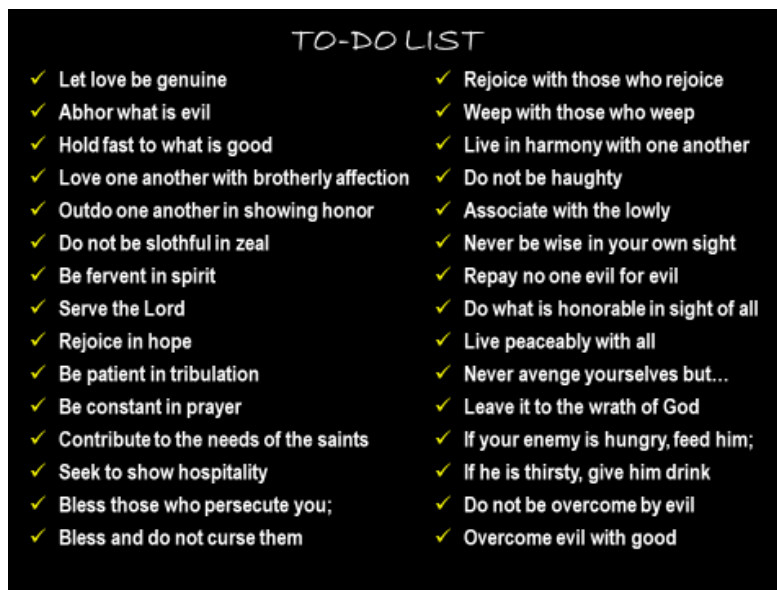 TO-DO LIST
Let love be genuine
Abhor what is evil
Hold fast to what is good
Love one another with brotherly affection
Outdo one another in showing honor
Do not be slothful in zeal
Be fervent in spirit
Serve the Lord
Rejoice in hope
Be patient in tribulation
Be constant in prayer
Contribute to the needs of the saints
Seek to show hospitality
Bless those who persecute you;
Bless and do not curse them
Rejoice with those who rejoice
Weep with those who weep
Live in harmony with one another
Do not be haughty
Associate with the lowly
Never be wise in your own sight
Repay no one evil for evil
Do what is honorable in sight of all
Live peaceably with all
Never avenge yourselves but…
Leave it to the wrath of God
If your enemy is hungry, feed him;
If he is thirsty, give him drink
Do not be overcome by evil
Overcome evil with good